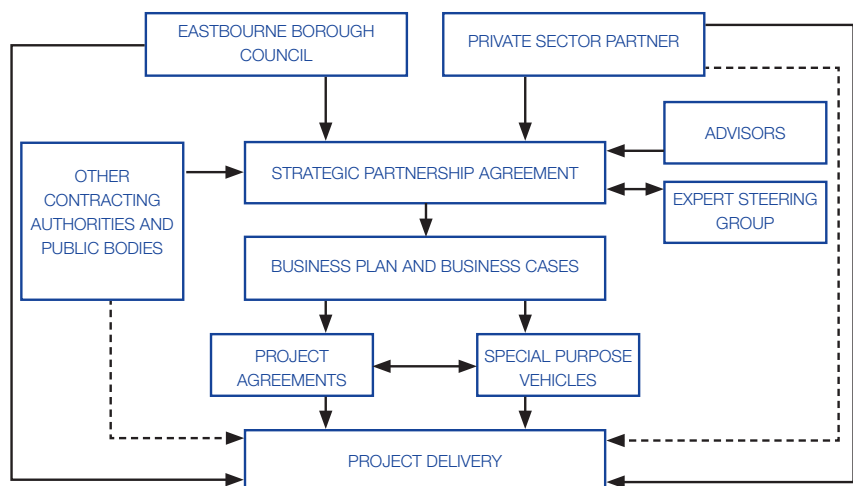 EASTBOURNE BOROUGH
COUNCIL
PRIVATE SECTOR PARTNER
ADVISORS
OTHER
CONTRACTING
AUTHORITIES AND
PUBLIC BODIES
STRATEGIC PARTNERSHIP AGREEMENT
EXPERT STEERING
GROUP
BUSINESS PLAN AND BUSINESS CASES
PROJECT
AGREEMENTS
SPECIAL PURPOSE
VEHICLES
PROJECT DELIVERY